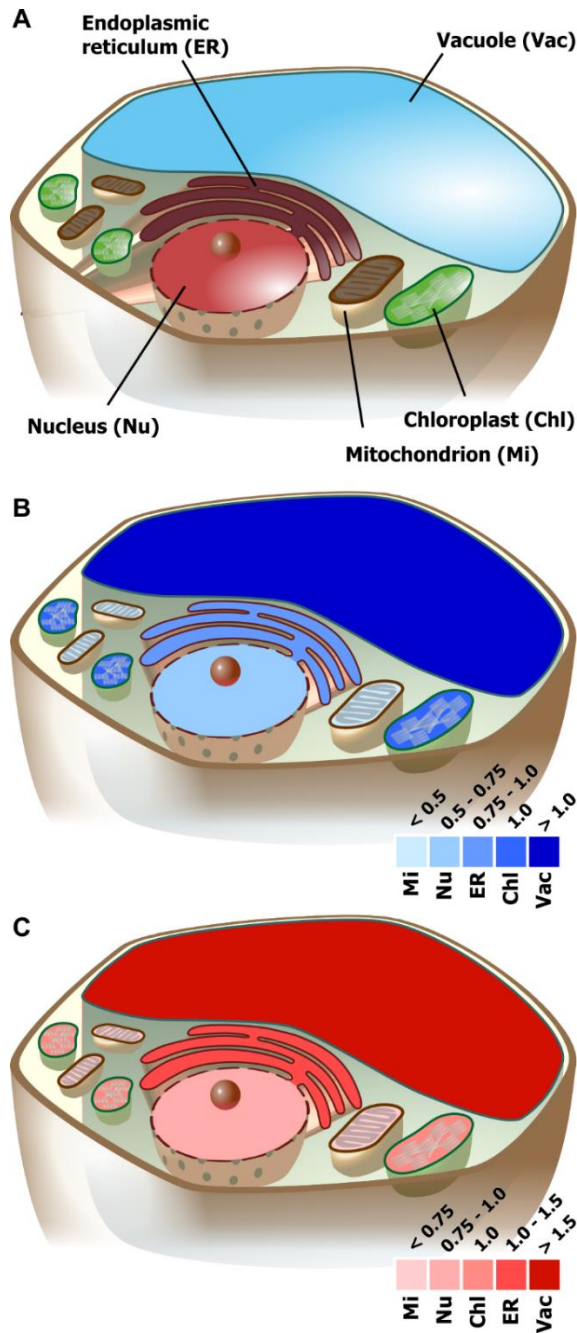 A
Endoplasmic
reticulum (ER)
Vacuole (Vac)
Nucleus (Nu)
Chloroplast (Chl)
Mitochondrion (Mi)
B
< 0.5
0.5 - 0.75
0.75 - 1.0
1.0
> 1.0
Mi
Nu
ER
Chl
Vac
C
< 0.75
0.75 - 1.0
1.0
1.0 - 1.5
> 1.5
Mi
Nu
Chl
ER
Vac